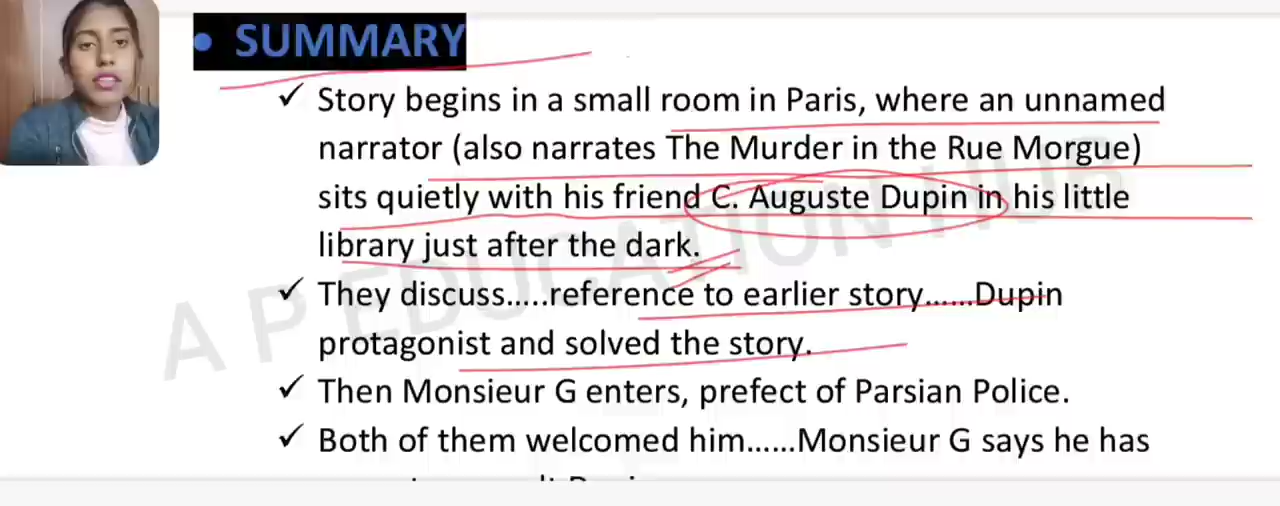 • SUMMARY
✓ Story begins in a small room in Paris, where an unnamed
narrator (also narrates The Murder in the Rue Morgue)
sits quietly with his friend C. Auguste Dupin in his little
library just after the dark.
✓ They discuss.....reference to earlier story......Dupin
protagonist and solved the story.
✓ Then Monsieur G enters, prefect of Parsian Police.
✓ Both of them welcomed him......Monsieur G says he has
A P EDUCATION HUB